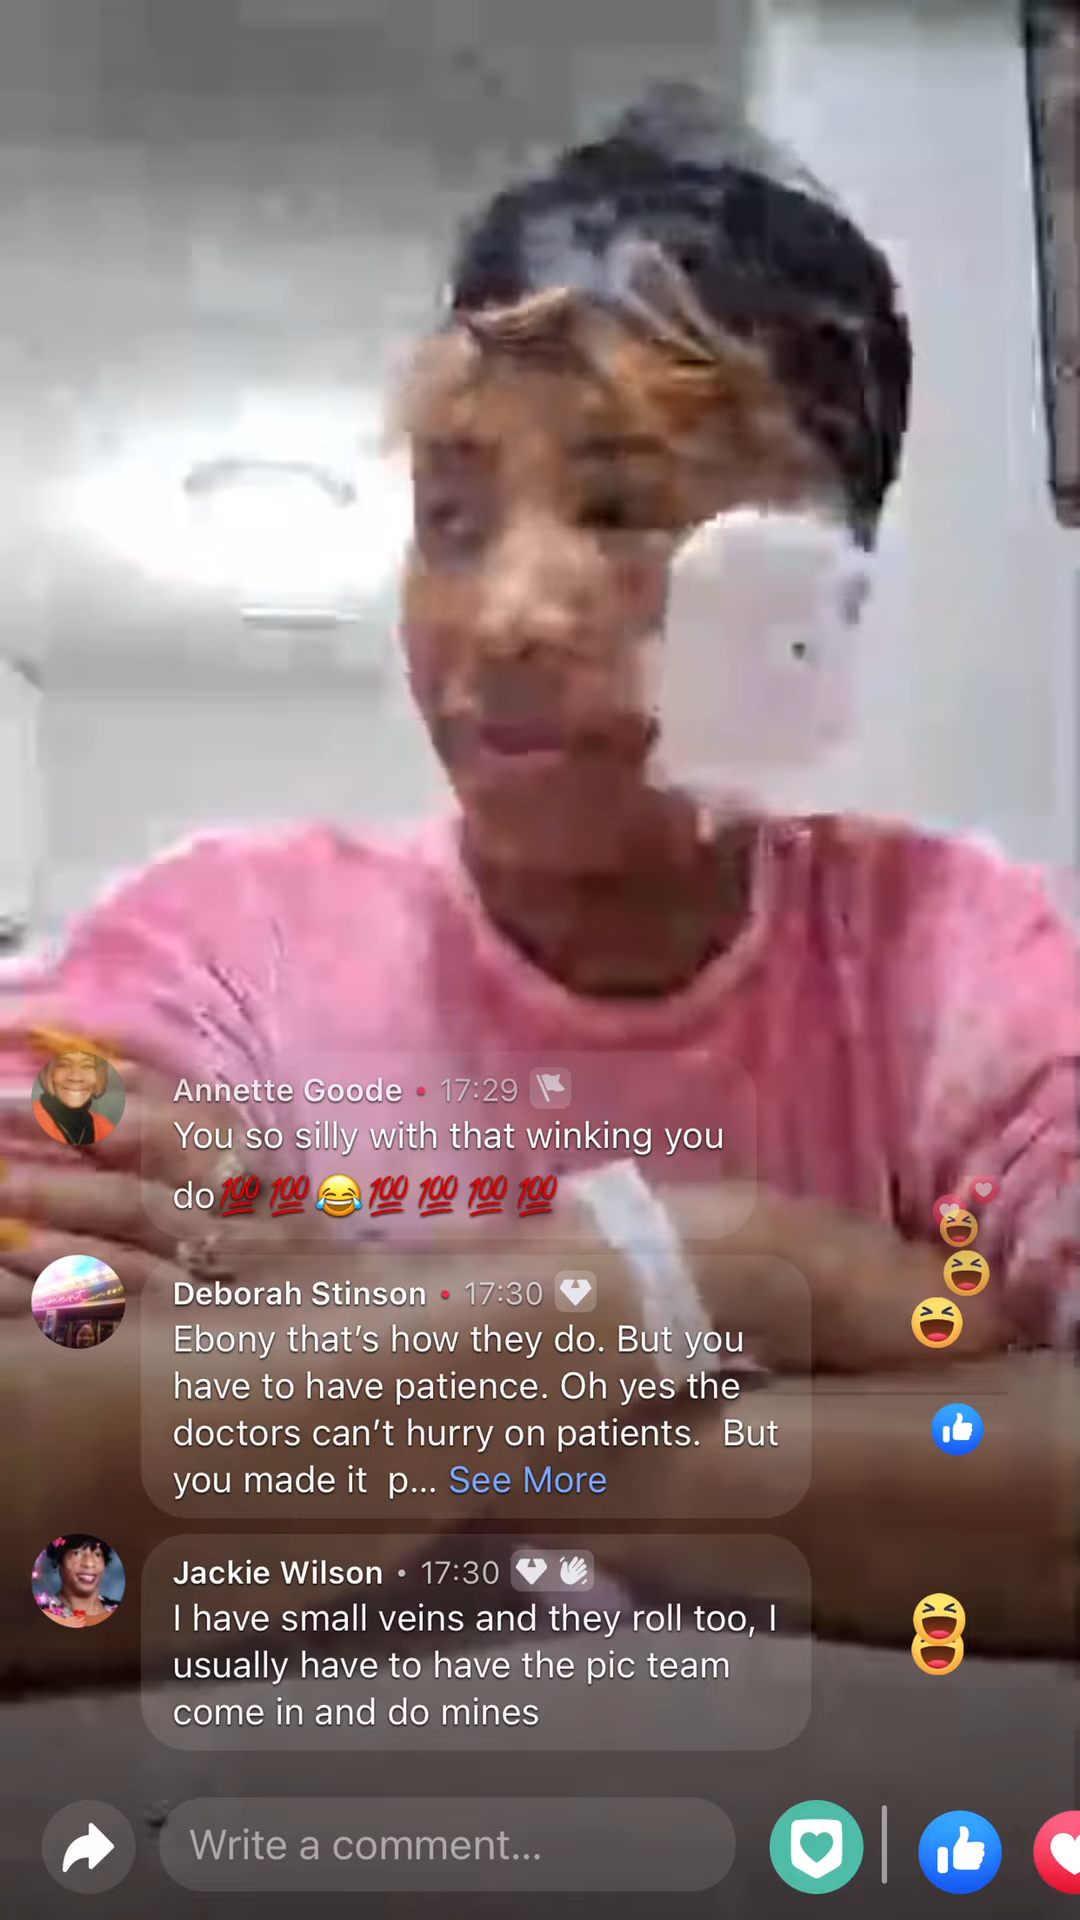 Annette Goode • 17:29
You so silly with that winking you
do💯💯😂💯💯💯💯
Deborah Stinson • 17:30
Ebony that’s how they do. But you
have to have patience. Oh yes the
doctors can’t hurry on patients.  But
you made it  p... See More
Jackie Wilson • 17:30
I have small veins and they roll too, I
usually have to have the pic team
come in and do mines
Write a comment...